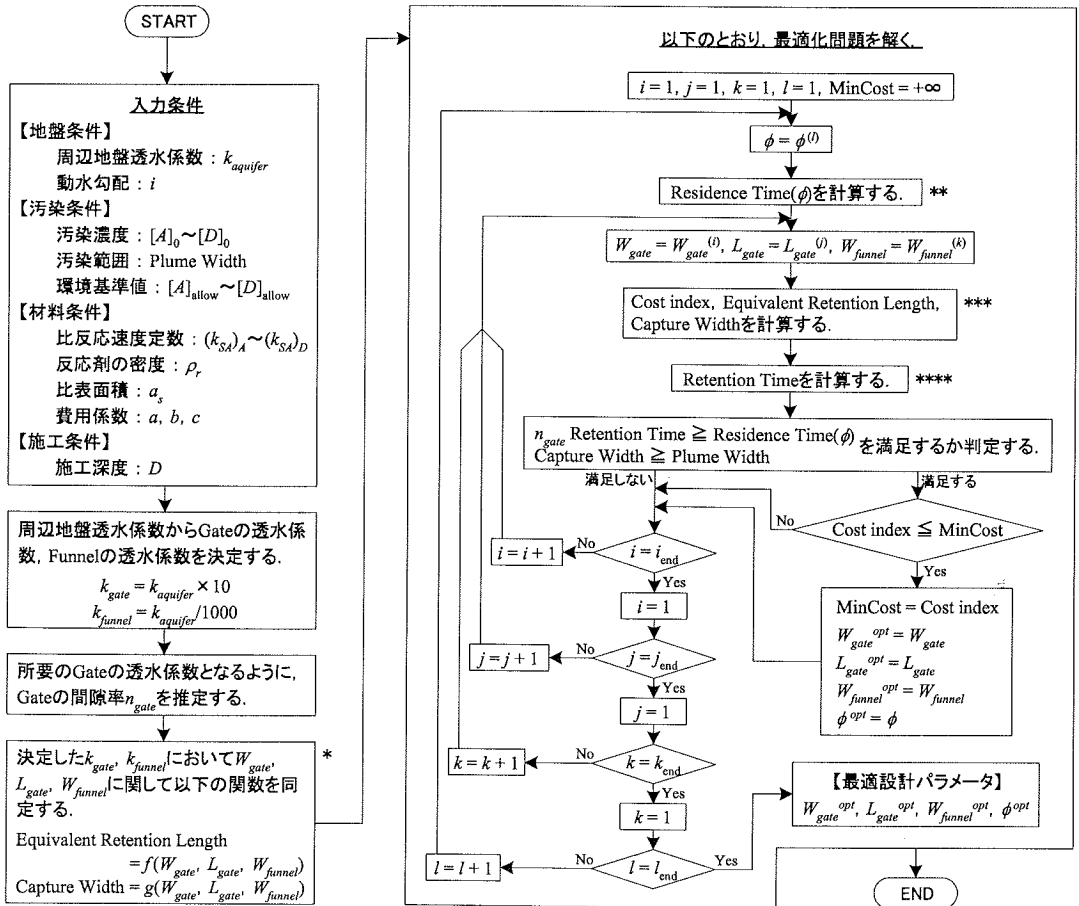 START
入力条件
【地盤条件】
周辺地盤透水係数：k_aquifer
動水勾配：i
【汚染条件】
汚染濃度：[A]_0～[D]_0
汚染範囲：Plume Width
環境基準値：[A]_allow～[D]_allow
【材料条件】
比反応速度定数：(k_SA)_A～(k_SA)_D
反応剤の密度：ρ_r
比表面積：a_s
費用係数：a, b, c
【施工条件】
施工深度：D
周辺地盤透水係数からGateの透水係
数，Funnelの透水係数を決定する．
k_gate = k_aquifer × 10
k_funnel = k_aquifer/1000
所要のGateの透水係数となるように，
Gateの間隙率n_gateを推定する．
決定したk_gate, k_funnelにおいてW_gate,
L_gate, W_funnelに関して以下の関数を同
定する．
Equivalent Retention Length
=f(W_gate, L_gate, W_funnel)
Capture Width = g(W_gate, L_gate, W_funnel)
*
以下のとおり，最適化問題を解く．
i = 1, j = 1, k = 1, l = 1, MinCost = +∞
ϕ = ϕ^(l)
Residence Time(ϕ)を計算する．
**
W_gate = W_gate^(i), L_gate = L_gate^(j), W_funnel = W_funnel^(k)
Cost index, Equivalent Retention Length,
Capture Widthを計算する．
***
Retention Timeを計算する．
****
n_gate Retention Time ≧ Residence Time(ϕ)
Capture Width ≧ Plume Width
を満足するか判定する．
満足しない
満足する
No
Cost index ≦ MinCost
Yes
MinCost = Cost index
W_gate^opt = W_gate
L_gate^opt = L_gate
W_funnel^opt = W_funnel
ϕ^opt = ϕ
i = i + 1
No
i = i_end
Yes
i = 1
j = j + 1
No
j = j_end
Yes
j = 1
k = k + 1
No
k = k_end
Yes
k = 1
l = l + 1
No
l = l_end
Yes
【最適設計パラメータ】
W_gate^opt, L_gate^opt, W_funnel^opt, ϕ^opt
END